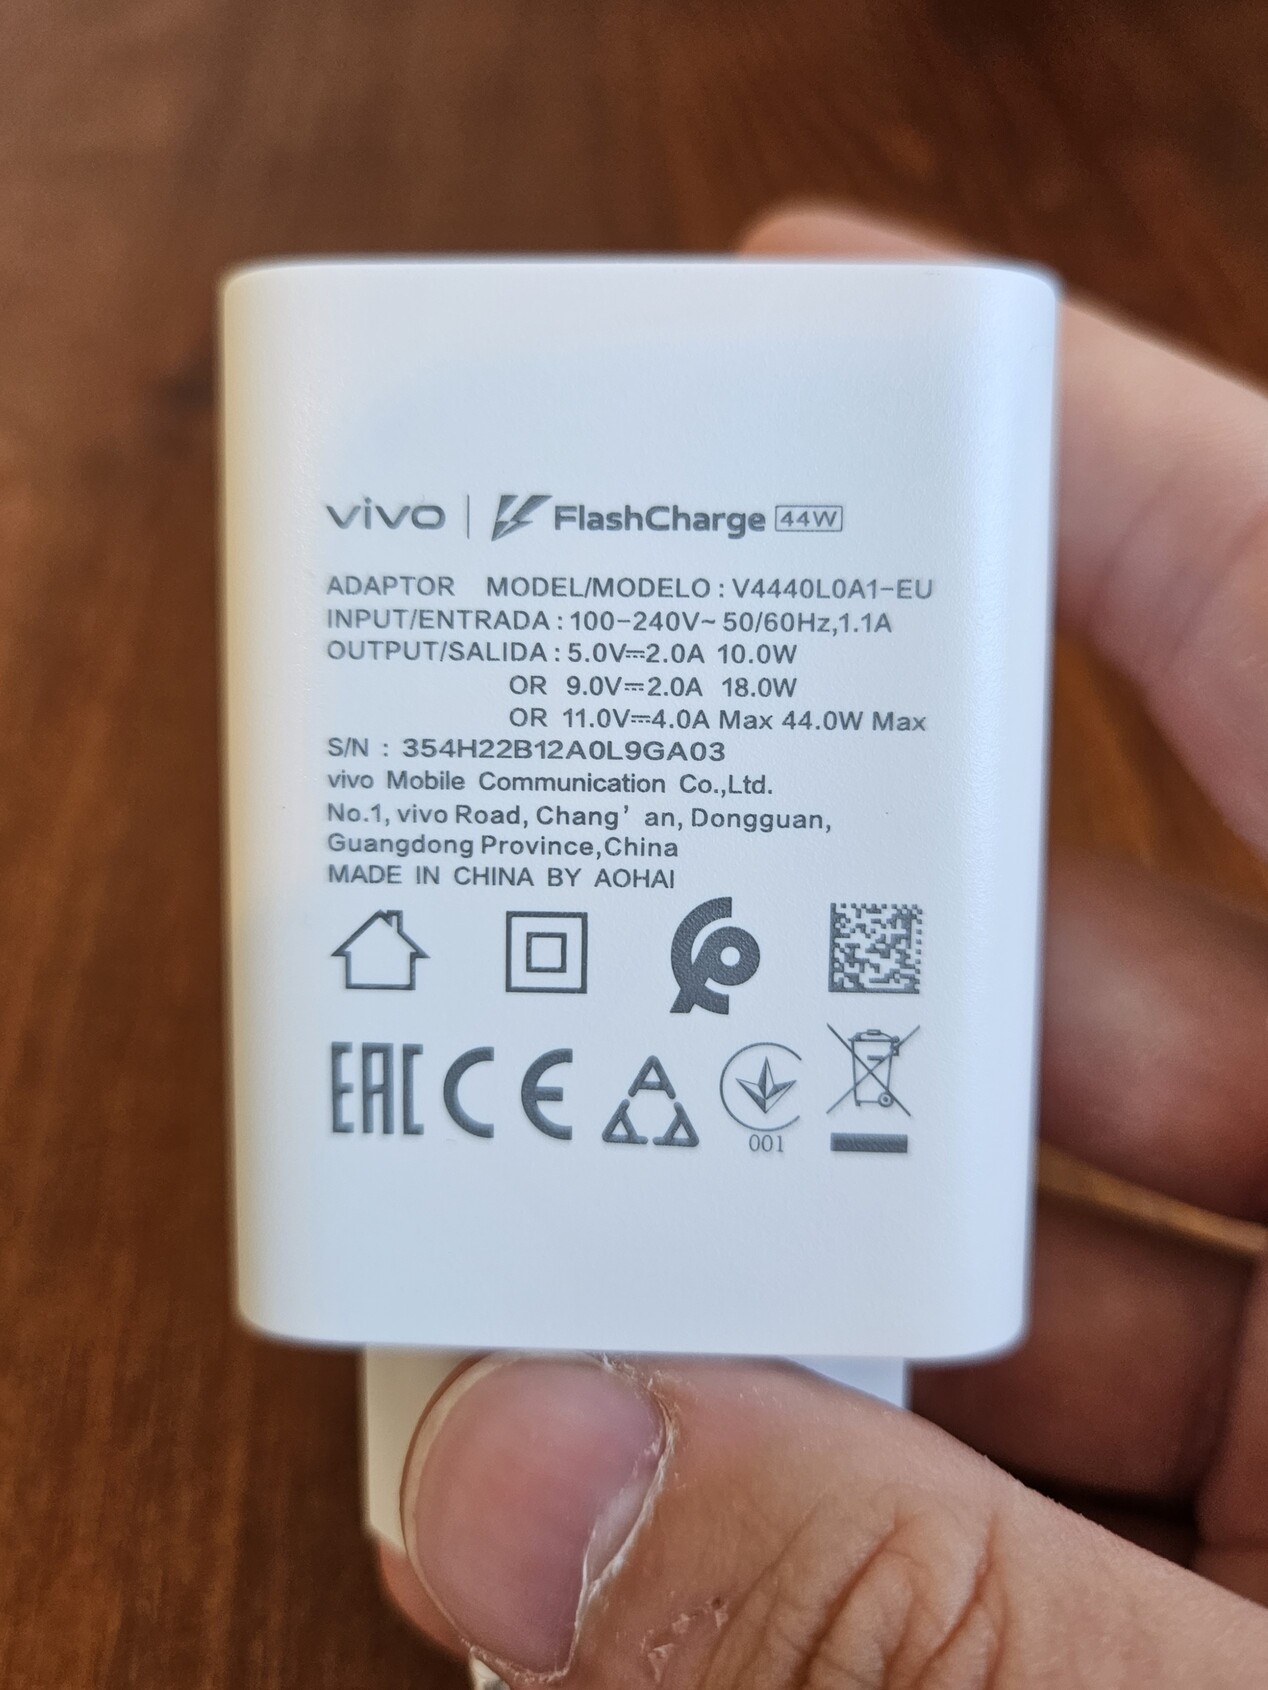 vivo | FlashCharge 44W
ADAPTOR MODEL/MODELO : V4440L0A1-EU
INPUT/ENTRADA : 100-240V~ 50/60Hz,1.1A
OUTPUT/SALIDA : 5.0V⎓2.0A 10.0W
OR 9.0V⎓2.0A 18.0W
OR 11.0V⎓4.0A Max 44.0W Max
S/N : 354H22B12A0L9GA03
vivo Mobile Communication Co.,Ltd.
No.1, vivo Road, Chang' an, Dongguan,
Guangdong Province,China
MADE IN CHINA BY AOHAI
EAC CE
001